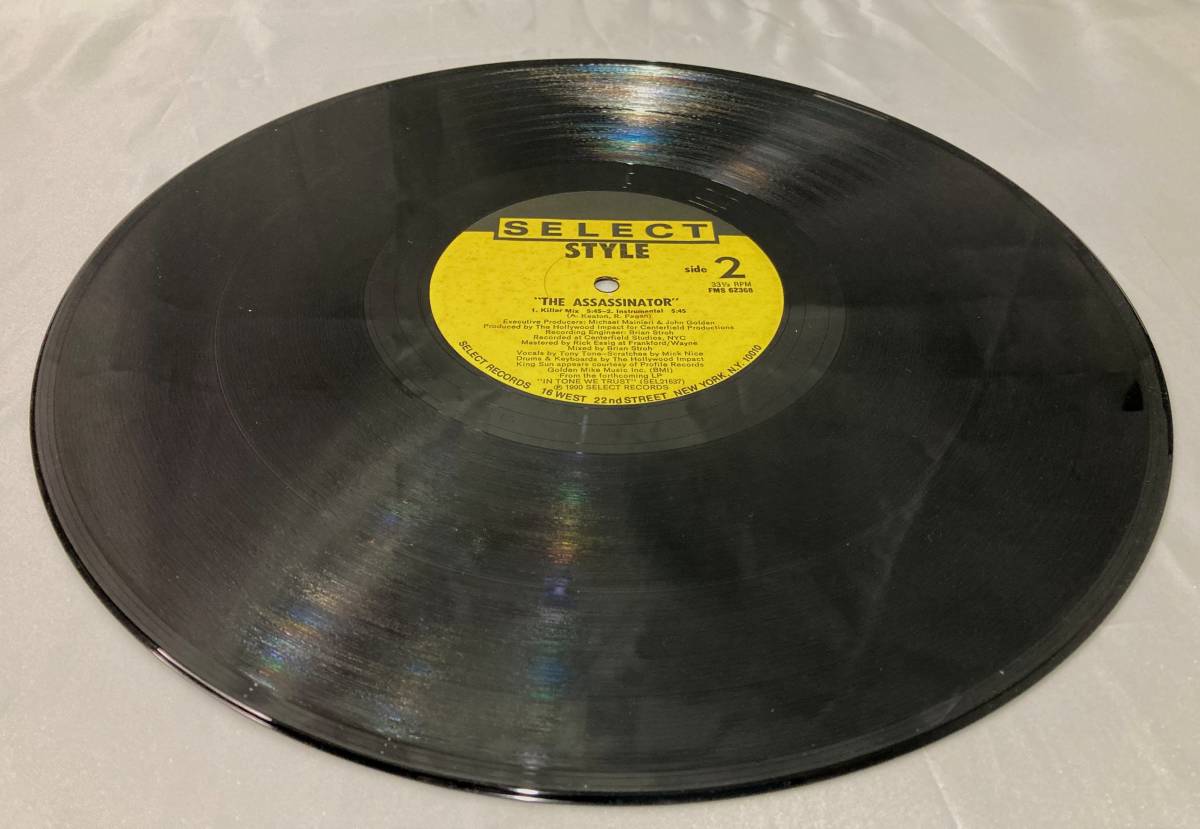 SELECT
STYLE
side 2
33⅓ RPM
FMS 62368
"THE ASSASSINATOR"
1. Killer Mix 5:45–2. Instrumental 5:45
(A. Keaton, R. Pagan)
Executive Producers: Michael Mainieri & John Golden
Produced by The Hollywood Impact for Centerfield Productions
Recording Engineer: Brian Stroh
Recorded at Centerfield Studios, NYC
Mastered by Rick Essig at Frankford/Wayne
Mixed by Brian Stroh
Vocals by Tony Tone–Scratches by Mick Nice
Drums & Keyboards by The Hollywood Impact
King Sun appears courtesy of Profile Records
Golden Mike Music Inc. (BMI)
From the forthcoming LP
"IN TONE WE TRUST" (SEL21637)
℗ 1990 SELECT RECORDS
SELECT RECORDS 16 WEST 22nd STREET NEW YORK, N.Y. 10010